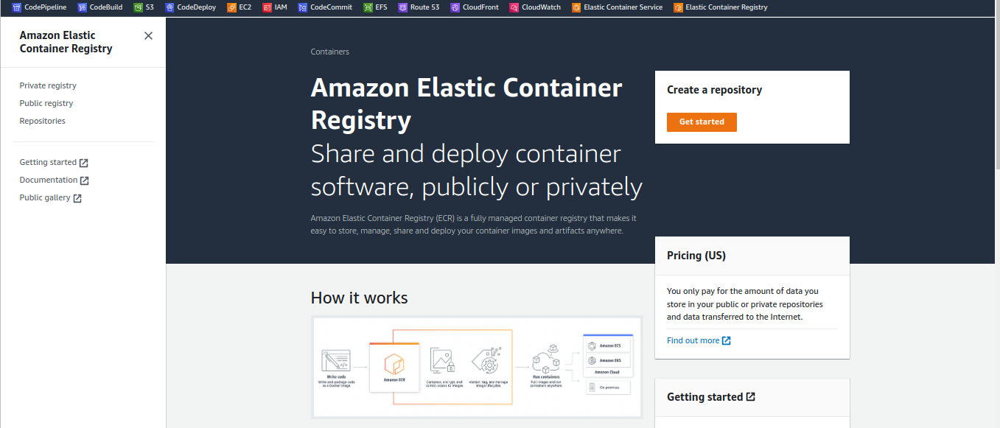 CodePipeline CodeBuild S3 CodeDeploy EC2 IAM CodeCommit EFS Route 53 CloudFront CloudWatch Elastic Container Service Elastic Container Registry
Amazon Elastic
Container Registry
Private registry
Public registry
Repositories
Getting started
Documentation
Public gallery
Containers
Amazon Elastic Container
Registry
Share and deploy container
software, publicly or privately
Amazon Elastic Container Registry (ECR) is a fully managed container registry that makes it
easy to store, manage, share and deploy your container images and artifacts anywhere.
Create a repository
Get started
Pricing (US)
You only pay for the amount of data you
store in your public or private repositories
and data transferred to the Internet.
Find out more
Getting started
How it works
Write code
Write and package code
as a Docker image
Amazon ECR
Compress, encrypt, and
control access to images
Version, tag, and manage
image lifecycles
Run containers
Pull images and run
containers anywhere
Amazon ECS
Amazon EKS
Amazon Cloud
On-premises